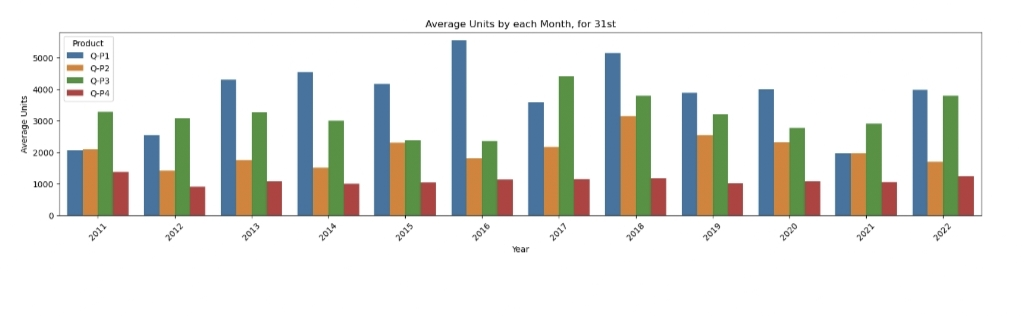 Average Units by each Month, for 31st
Product
Q-P1
Q-P2
Q-P3
Q-P4
Average Units
5000
4000
3000
2000
1000
0
2011
2012
2013
2014
2015
2016
2017
2018
2019
2020
2021
2022
Year